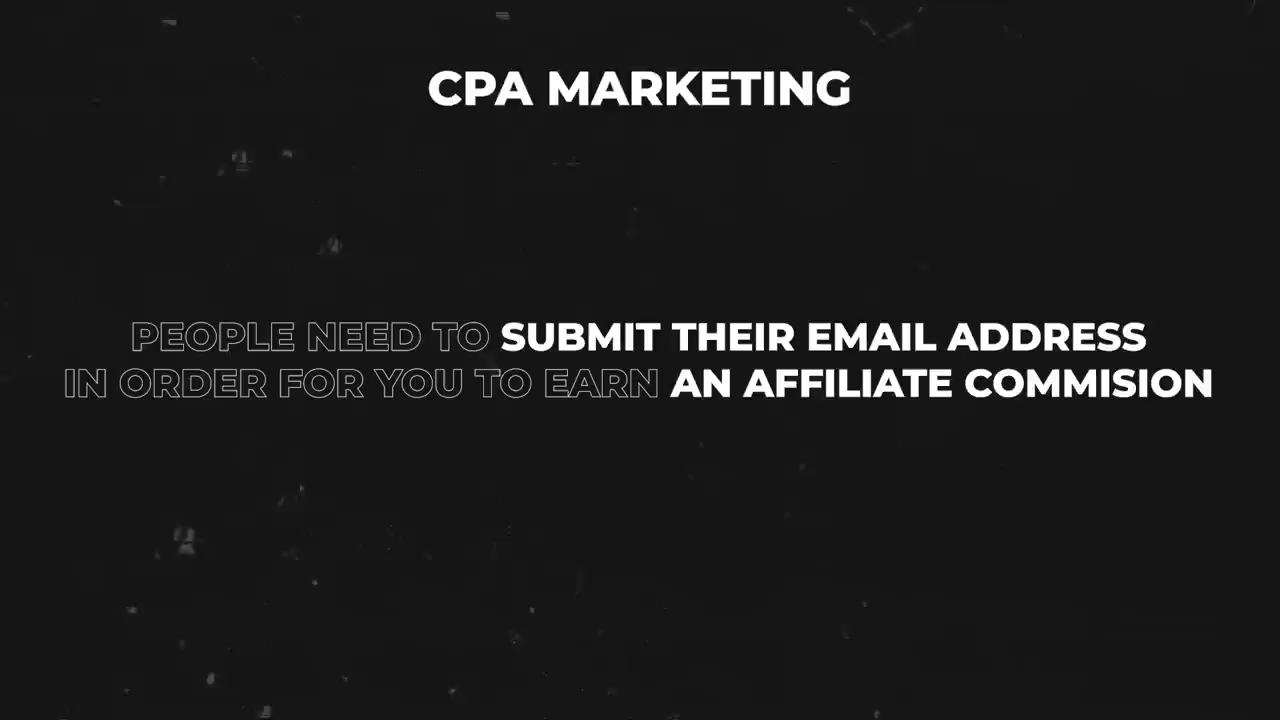 CPA MARKETING
PEOPLE NEED TO SUBMIT THEIR EMAIL ADDRESS
IN ORDER FOR YOU TO EARN AN AFFILIATE COMMISION